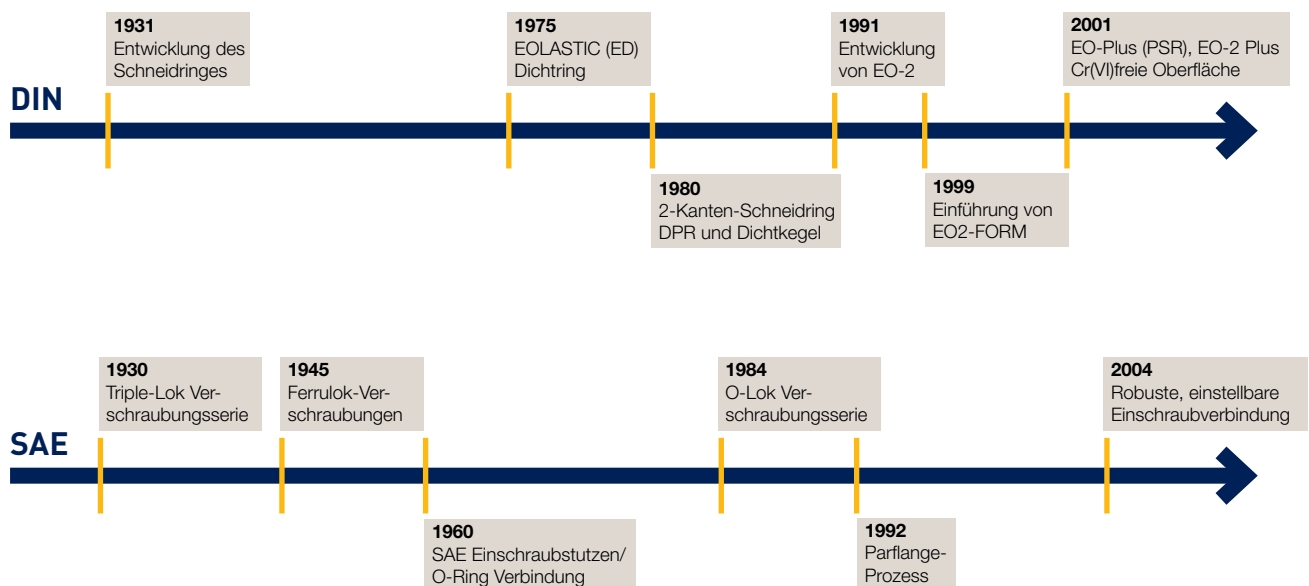 DIN
1931
Entwicklung des
Schneidringes
1975
EOLASTIC (ED)
Dichtring
1980
2-Kanten-Schneidring
DPR und Dichtkegel
1991
Entwicklung
von EO-2
1999
Einführung von
EO2-FORM
2001
EO-Plus (PSR), EO-2 Plus
Cr(VI)freie Oberfläche
SAE
1930
Triple-Lok Ver-
schraubungsserie
1945
Ferrulok-Ver-
schraubungen
1960
SAE Einschraubstutzen/
O-Ring Verbindung
1984
O-Lok Ver-
schraubungsserie
1992
Parflange-
Prozess
2004
Robuste, einstellbare
Einschraubverbindung